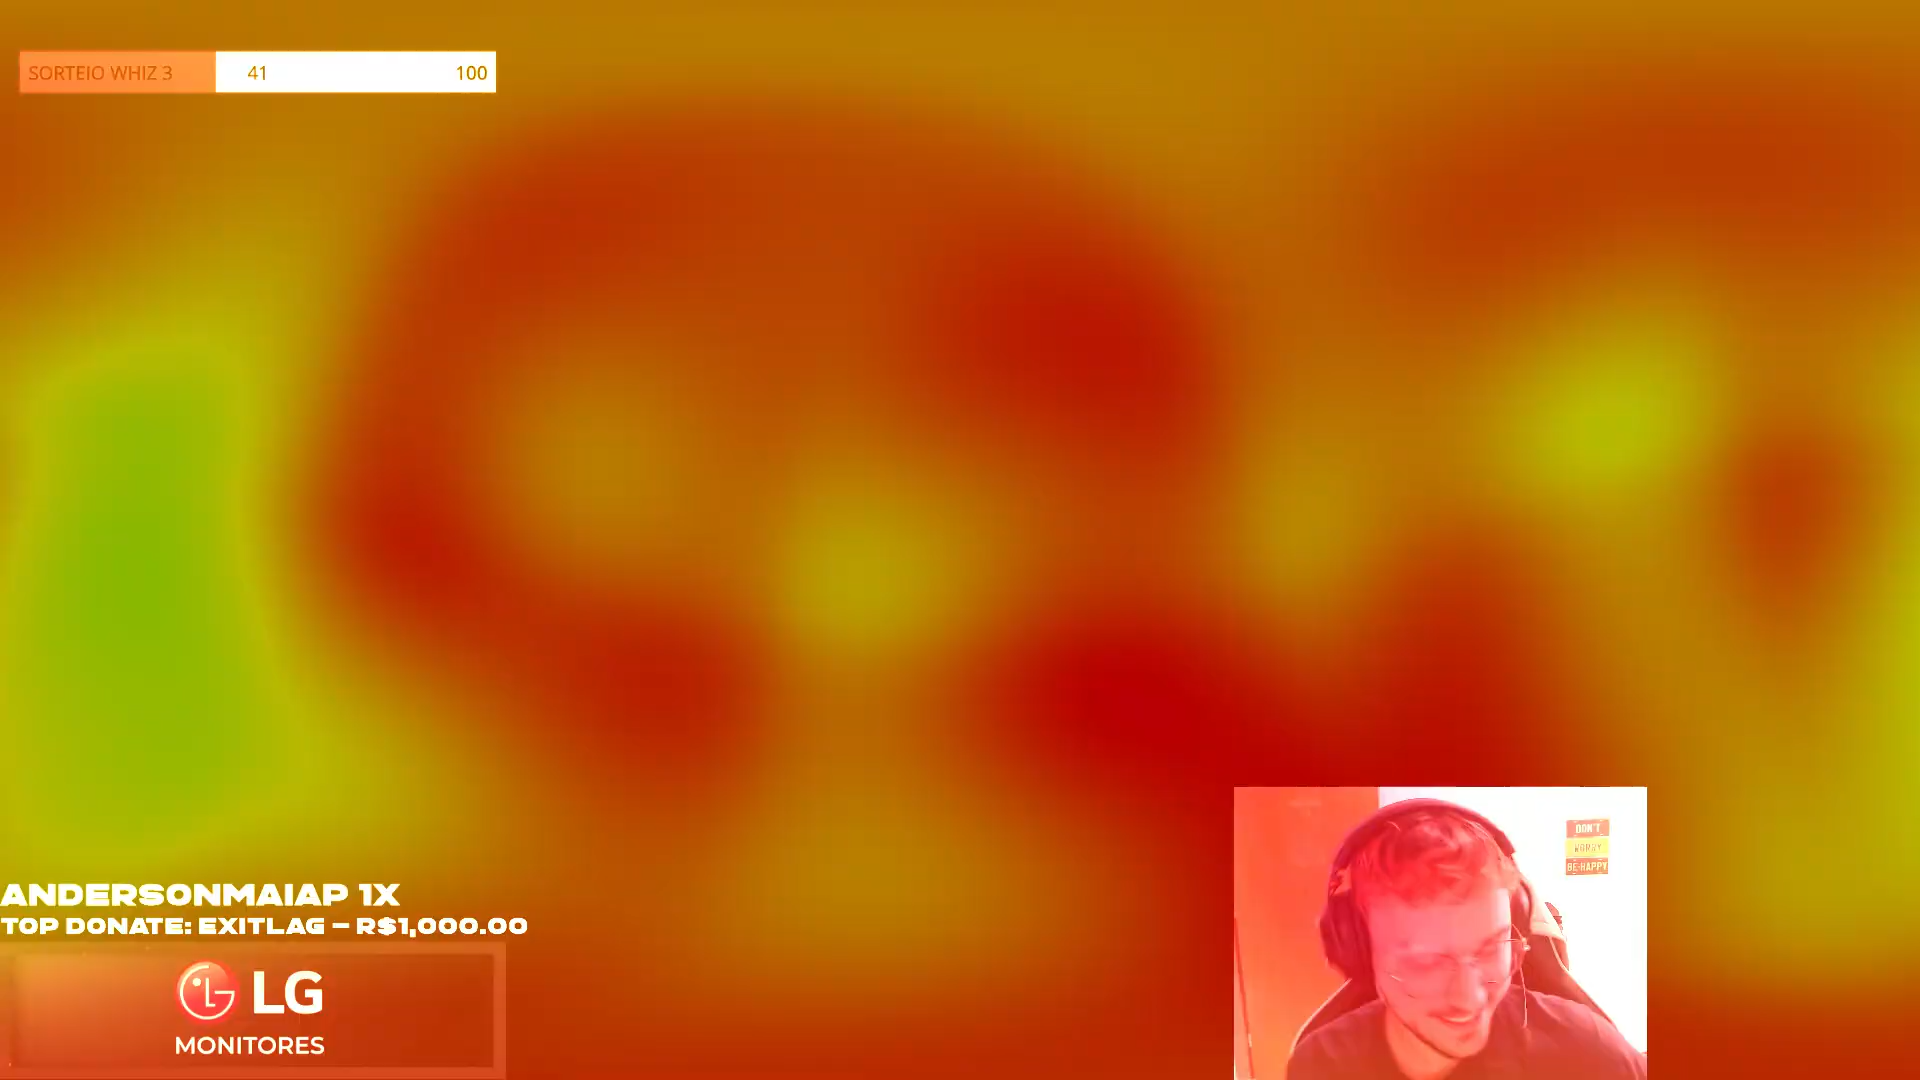 SORTEIO WHIZ 3 41 100
DON'T
WORRY
BE HAPPY
ANDERSONMAIAP 1X
TOP DONATE: EXITLAG – R$1,000.00
LG
MONITORES